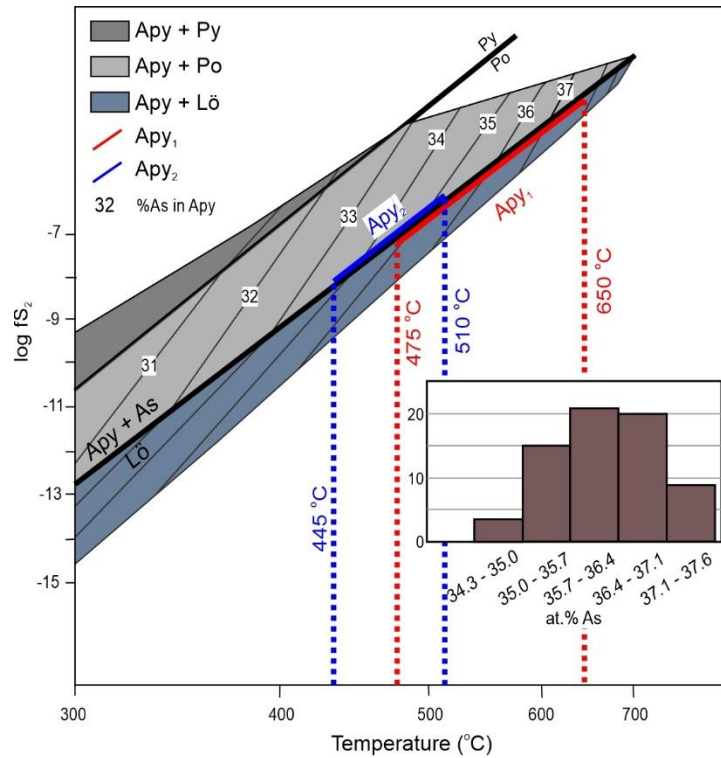 Apy + Py
Apy + Po
Apy + Lö
Apy₁
Apy₂
32 %As in Apy
Py
Po
37
36
35
34
33
32
31
Apy₂
Apy₁
Apy + As
Lö
log fS₂
-7
-9
-11
-13
-15
445 °C
475 °C
510 °C
650 °C
20
10
0
34.3 - 35.0
35.0 - 35.7
35.7 - 36.4
36.4 - 37.1
37.1 - 37.6
at.% As
300
400
500
600
700
Temperature (°C)